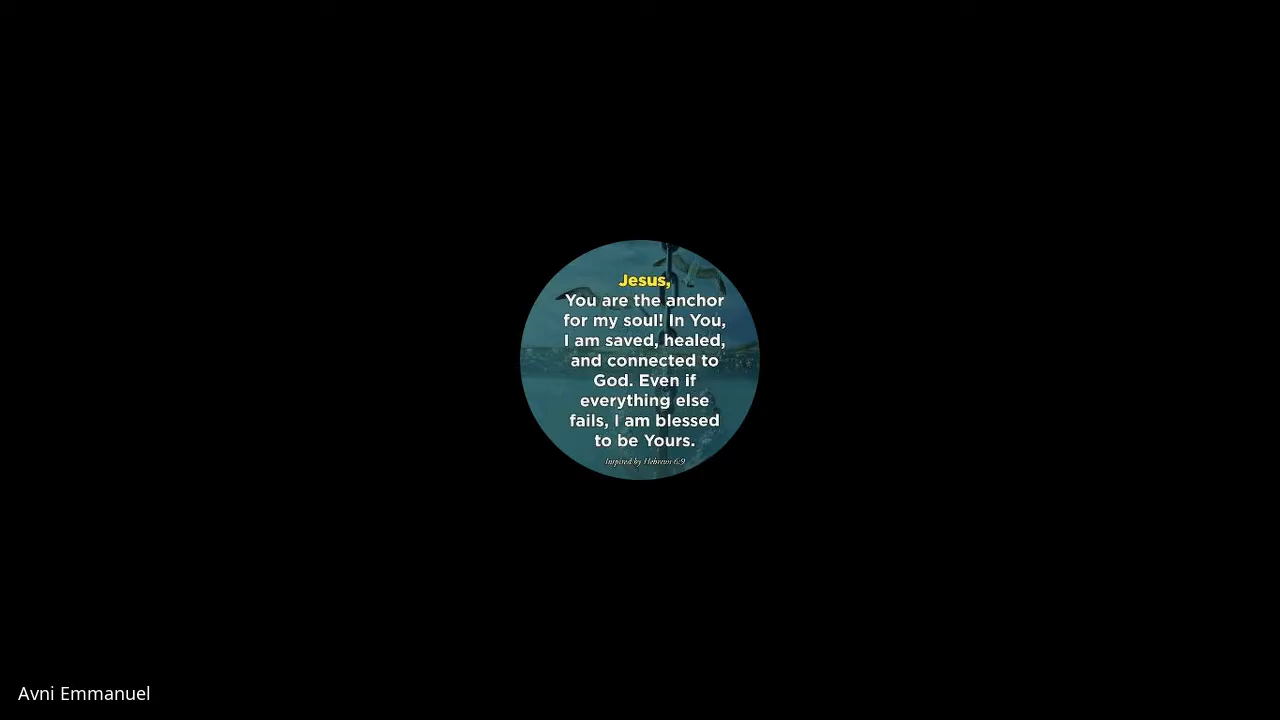 Jesus,
You are the anchor
for my soul! In You,
I am saved, healed,
and connected to
God. Even if
everything else
fails, I am blessed
to be Yours.
Inspired by Hebrews 6:9
Avni Emmanuel